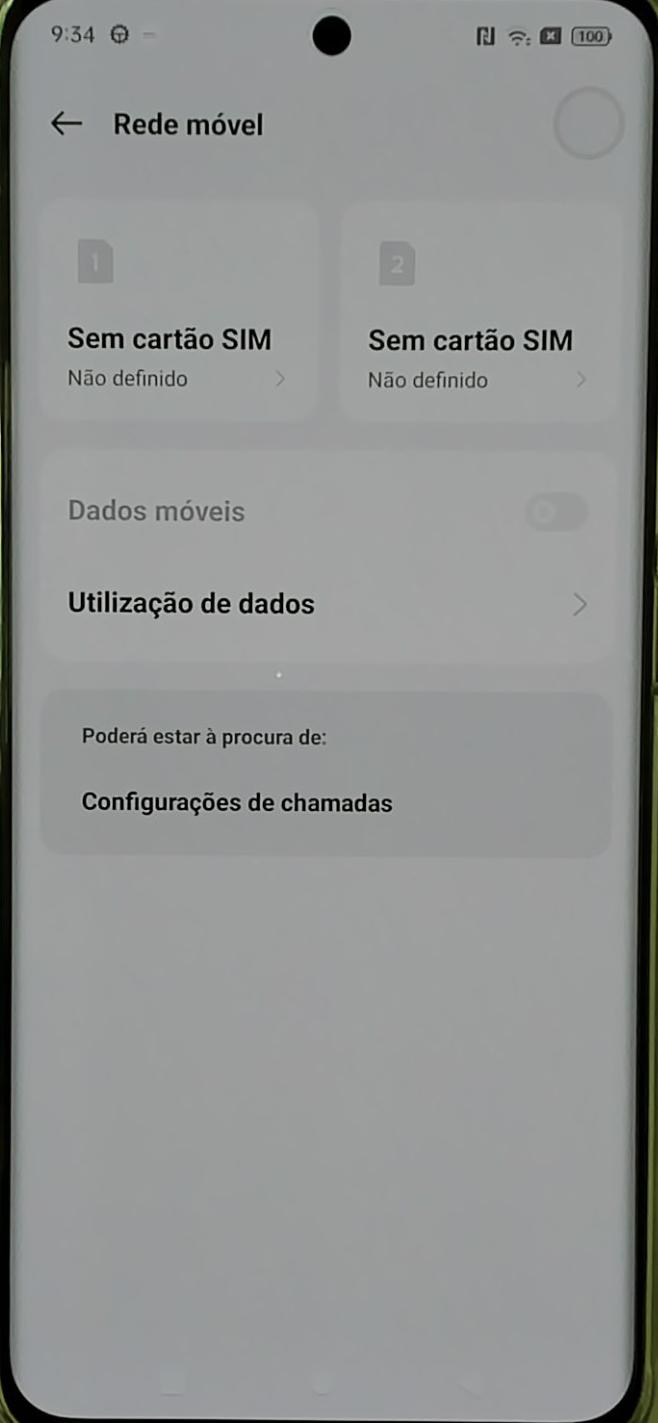 9:34
100
Rede móvel
1
2
Sem cartão SIM
Não definido
Sem cartão SIM
Não definido
Dados móveis
Utilização de dados
Poderá estar à procura de:
Configurações de chamadas